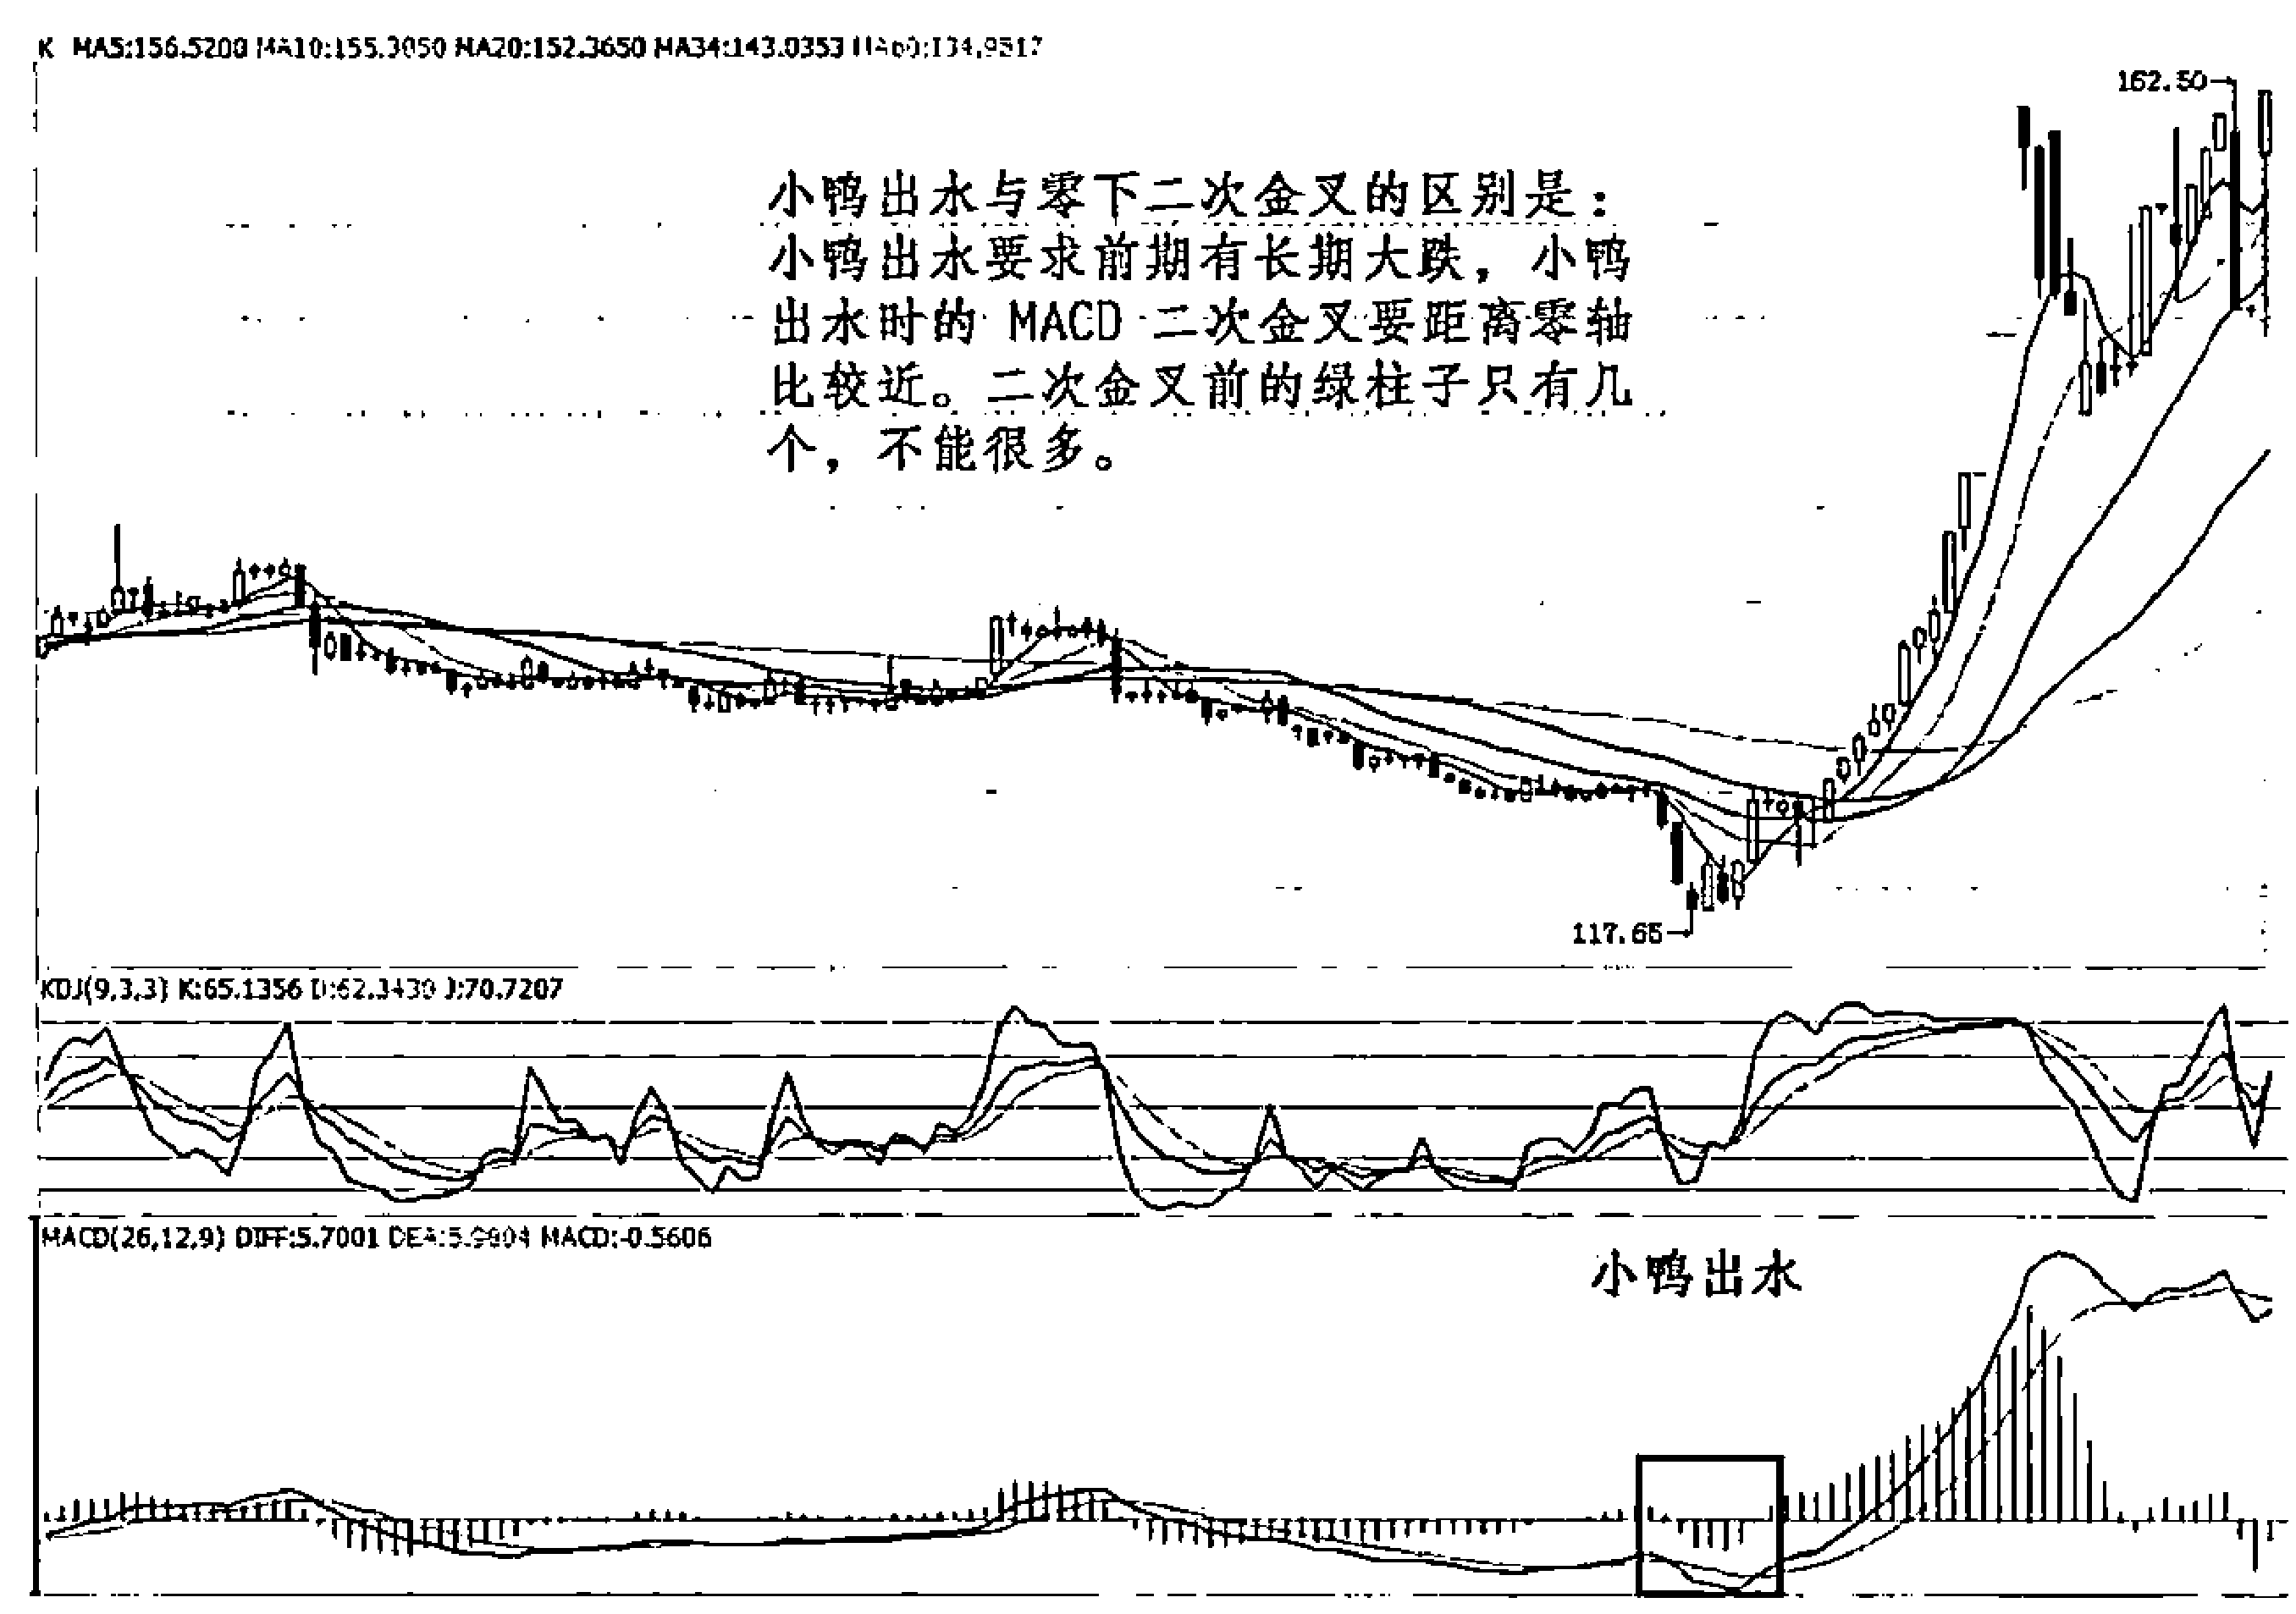 K MA5:156.5200 MA10:155.3050 MA20:152.3650 MA34:143.0353
162.50
小鸭出水与零下二次金叉的区别是：
小鸭出水要求前期有长期大跌，小鸭
出水时的 MACD 二次金叉要距离零轴
比较近。二次金叉前的绿柱子只有几
个，不能很多。
117.65
KDJ(9,3,3) K:65.1356 D:62.3430 J:70.7207
MACD(26,12,9) DIFF:5.7001 MACD:-0.5606
小鸭出水